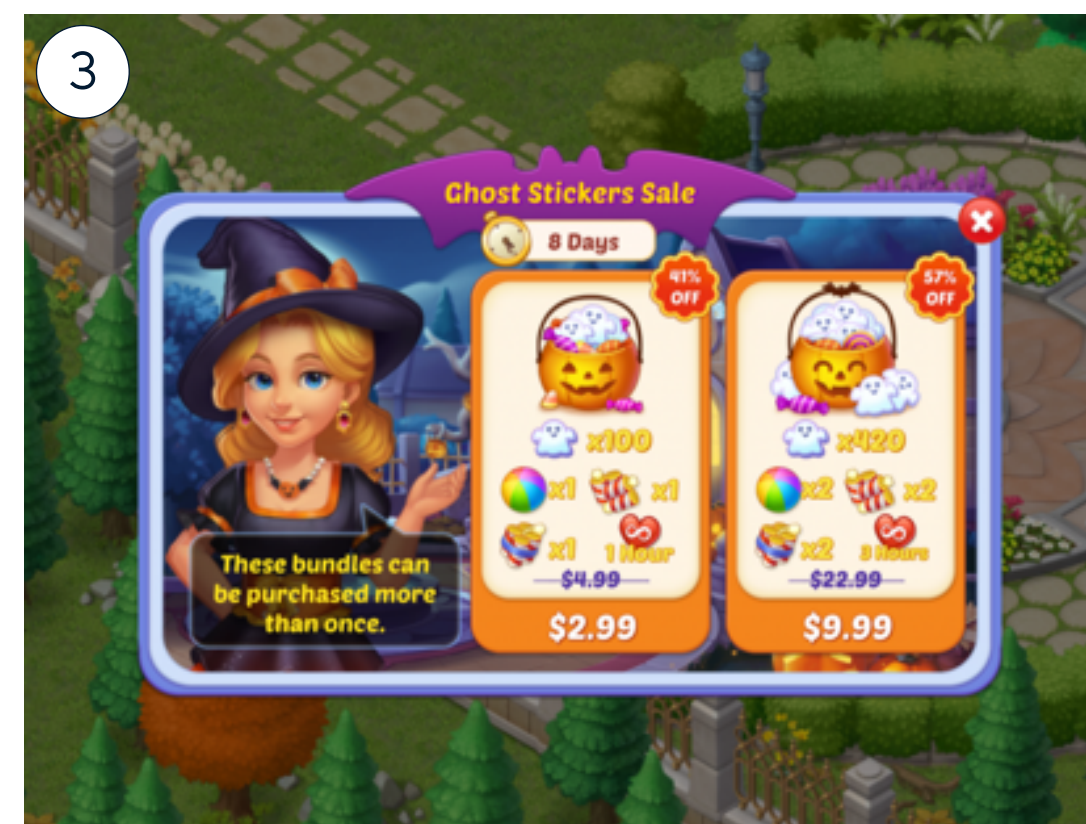 3
Ghost Stickers Sale
8 Days
41%
OFF
x100
x1 x1
x1 1 Hour
$4.99
$2.99
57%
OFF
x420
x2 x2
x2 3 Hours
$22.99
$9.99
These bundles can
be purchased more
than once.